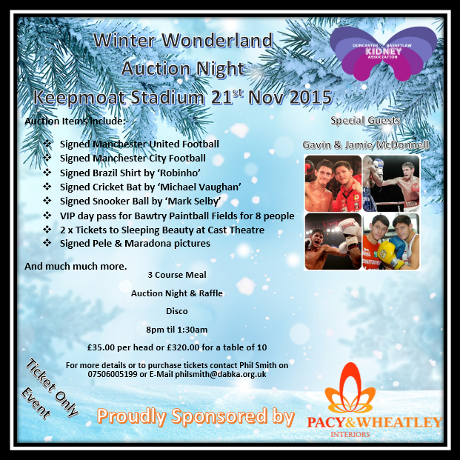 Winter Wonderland
Auction Night
Keepmoat Stadium 21st Nov 2015
DONCASTER BASSETLAW
KIDNEY
ASSOCIATION
Auction Items include:
❖ Signed Manchester United Football
❖ Signed Manchester City Football
❖ Signed Brazil Shirt by ‘Robinho’
❖ Signed Cricket Bat by ‘Michael Vaughan’
❖ Signed Snooker Ball by ‘Mark Selby’
❖ VIP day pass for Bawtry Paintball Fields for 8 people
❖ 2 x Tickets to Sleeping Beauty at Cast Theatre
❖ Signed Pele & Maradona pictures
And much much more.
Special Guests
Gavin & Jamie McDonnell
3 Course Meal
Auction Night & Raffle
Disco
8pm til 1:30am
£35.00 per head or £320.00 for a table of 10
For more details or to purchase tickets contact Phil Smith on
07506005199 or E-Mail philsmith@dabka.org.uk
Ticket Only
Event
Proudly Sponsored by
PACY&WHEATLEY
INTERIORS